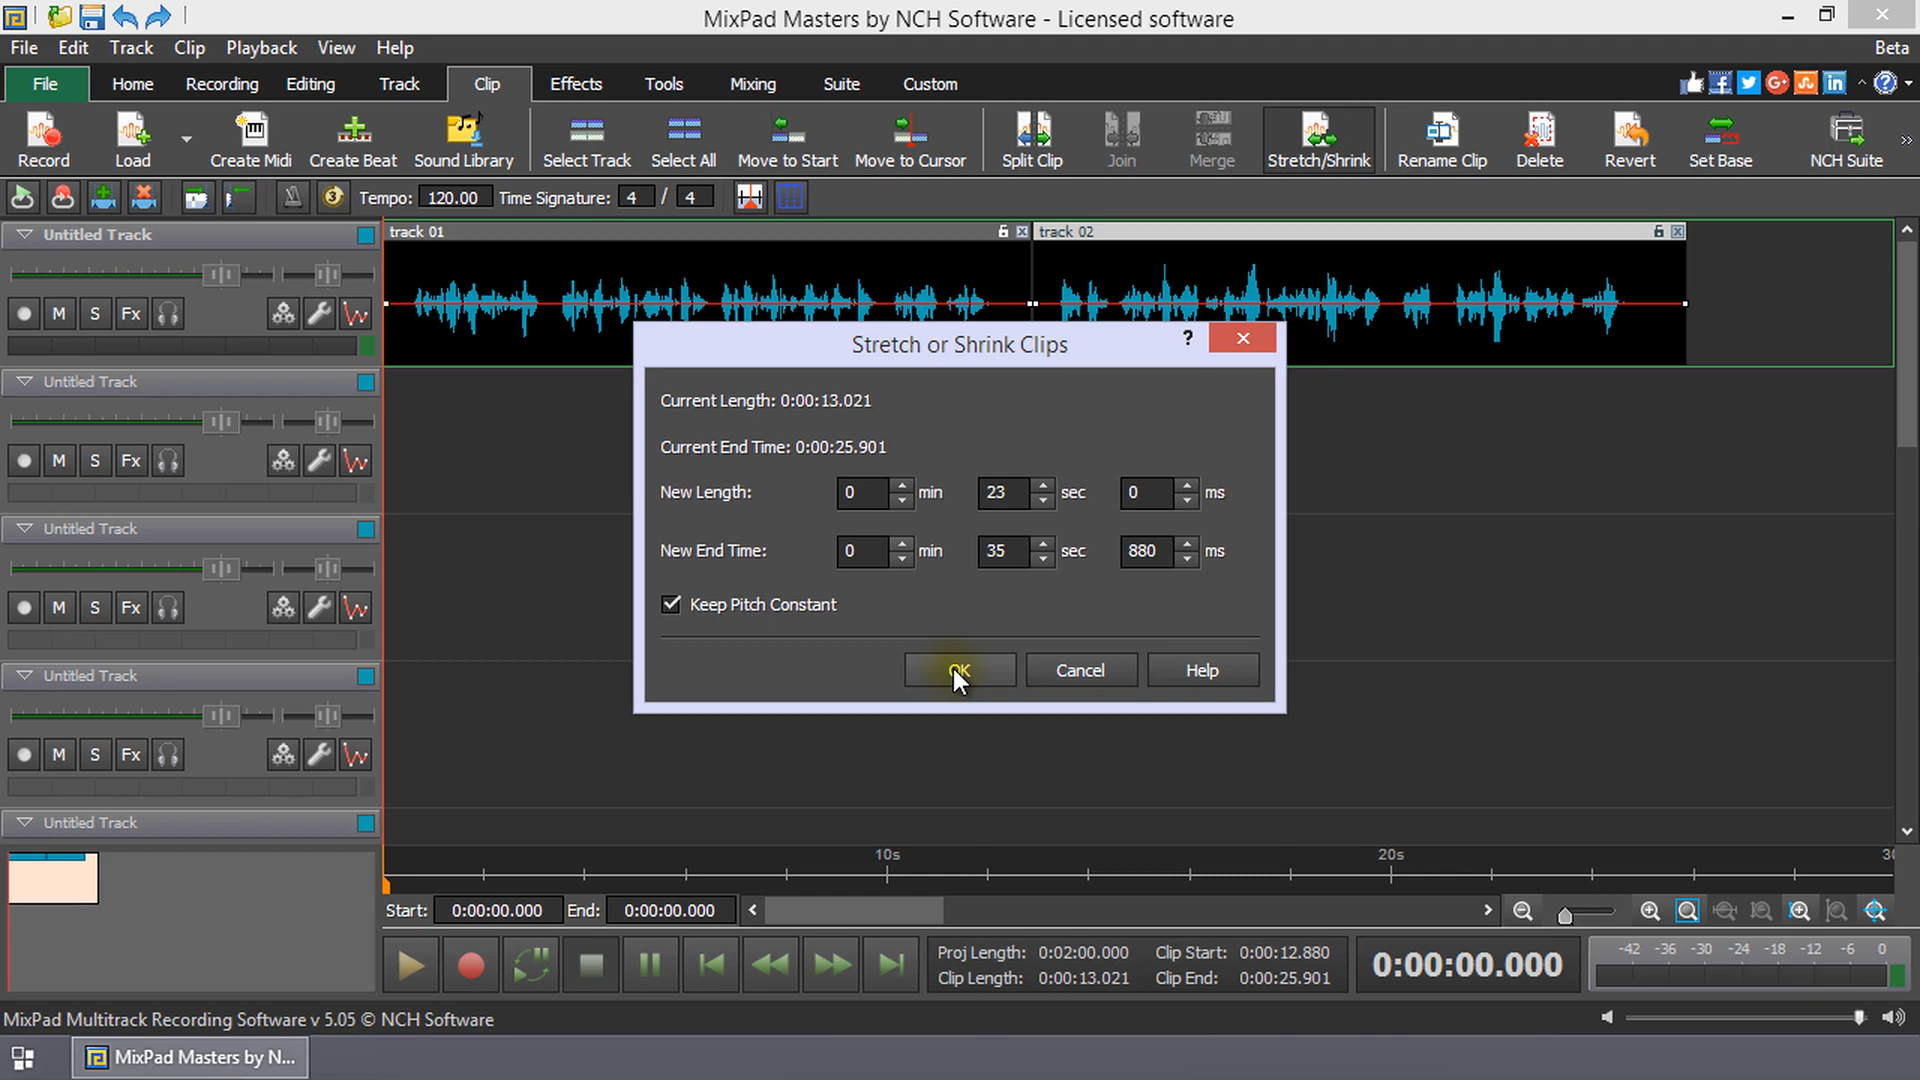 MixPad Masters by NCH Software - Licensed software
File Edit Track Clip Playback View Help Beta
File Home Recording Editing Track Clip Effects Tools Mixing Suite Custom
Record Load Create Midi Create Beat Sound Library Select Track Select All Move to Start Move to Cursor Split Clip Join Merge Stretch/Shrink Rename Clip Delete Revert Set Base NCH Suite
Tempo: 120.00 Time Signature: 4 / 4
Untitled Track
track 01
track 02
M S Fx
Untitled Track
M S Fx
Untitled Track
M S Fx
Untitled Track
M S Fx
Untitled Track
Stretch or Shrink Clips ?
Current Length: 0:00:13.021
Current End Time: 0:00:25.901
New Length: 0 min 23 sec 0 ms
New End Time: 0 min 35 sec 880 ms
Keep Pitch Constant
OK Cancel Help
10s 20s
Start: 0:00:00.000 End: 0:00:00.000
Proj Length: 0:02:00.000 Clip Start: 0:00:12.880
Clip Length: 0:00:13.021 Clip End: 0:00:25.901
0:00:00.000
-42 -36 -30 -24 -18 -12 -6 0
MixPad Multitrack Recording Software v 5.05 © NCH Software
MixPad Masters by N...